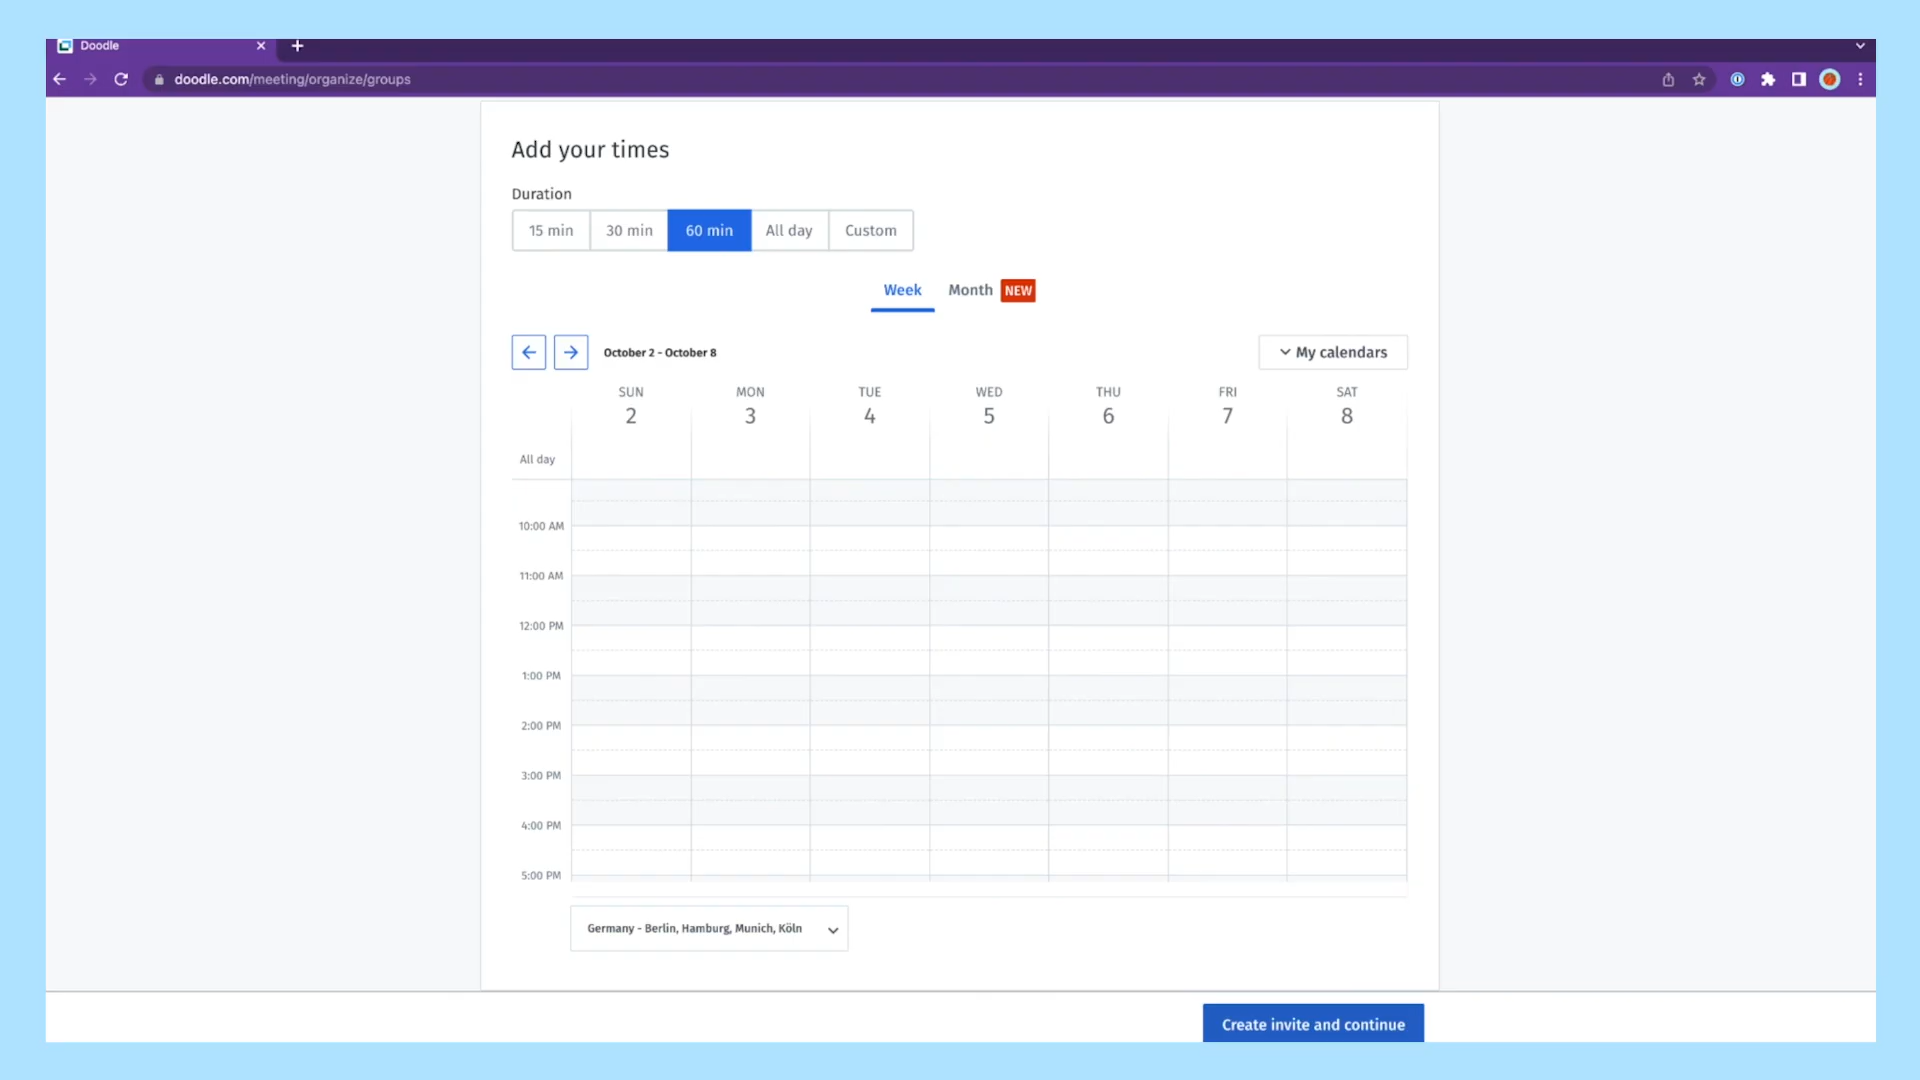 Doodle
doodle.com/meeting/organize/groups
Add your times
Duration
15 min 30 min 60 min All day Custom
Week Month NEW
October 2 - October 8 My calendars
SUN MON TUE WED THU FRI SAT
2 3 4 5 6 7 8
All day
10:00 AM
11:00 AM
12:00 PM
1:00 PM
2:00 PM
3:00 PM
4:00 PM
5:00 PM
Germany - Berlin, Hamburg, Munich, Köln
Create invite and continue